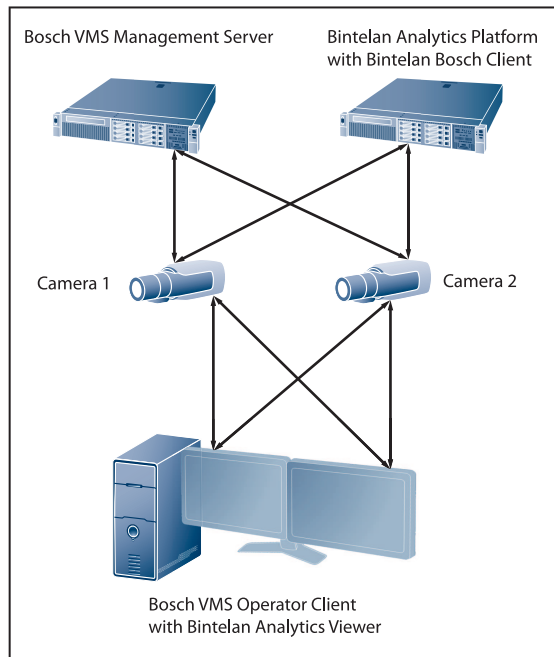 Bosch VMS Management Server
Bintelan Analytics Platform
with Bintelan Bosch Client
Camera 1
Camera 2
Bosch VMS Operator Client
with Bintelan Analytics Viewer